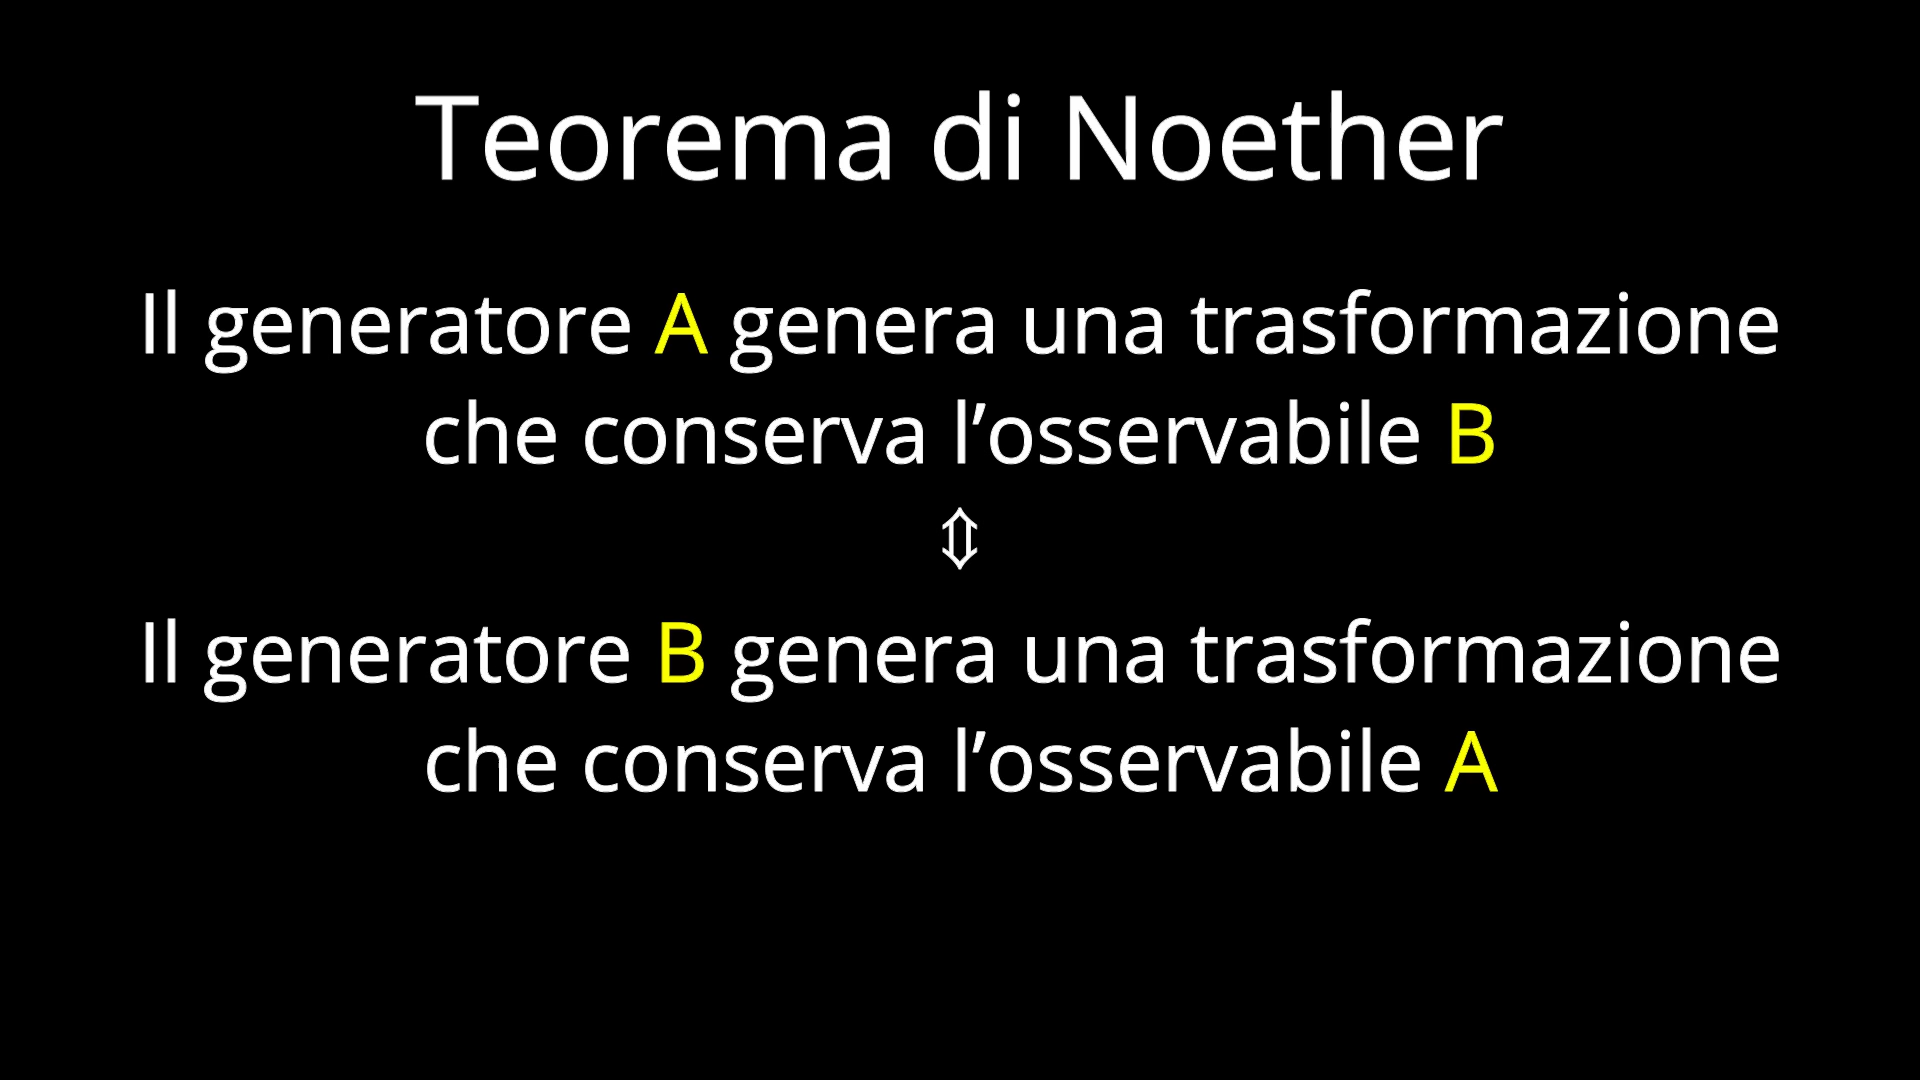 Teorema di Noether
Il generatore A genera una trasformazione
che conserva l’osservabile B
⇕
Il generatore B genera una trasformazione
che conserva l’osservabile A